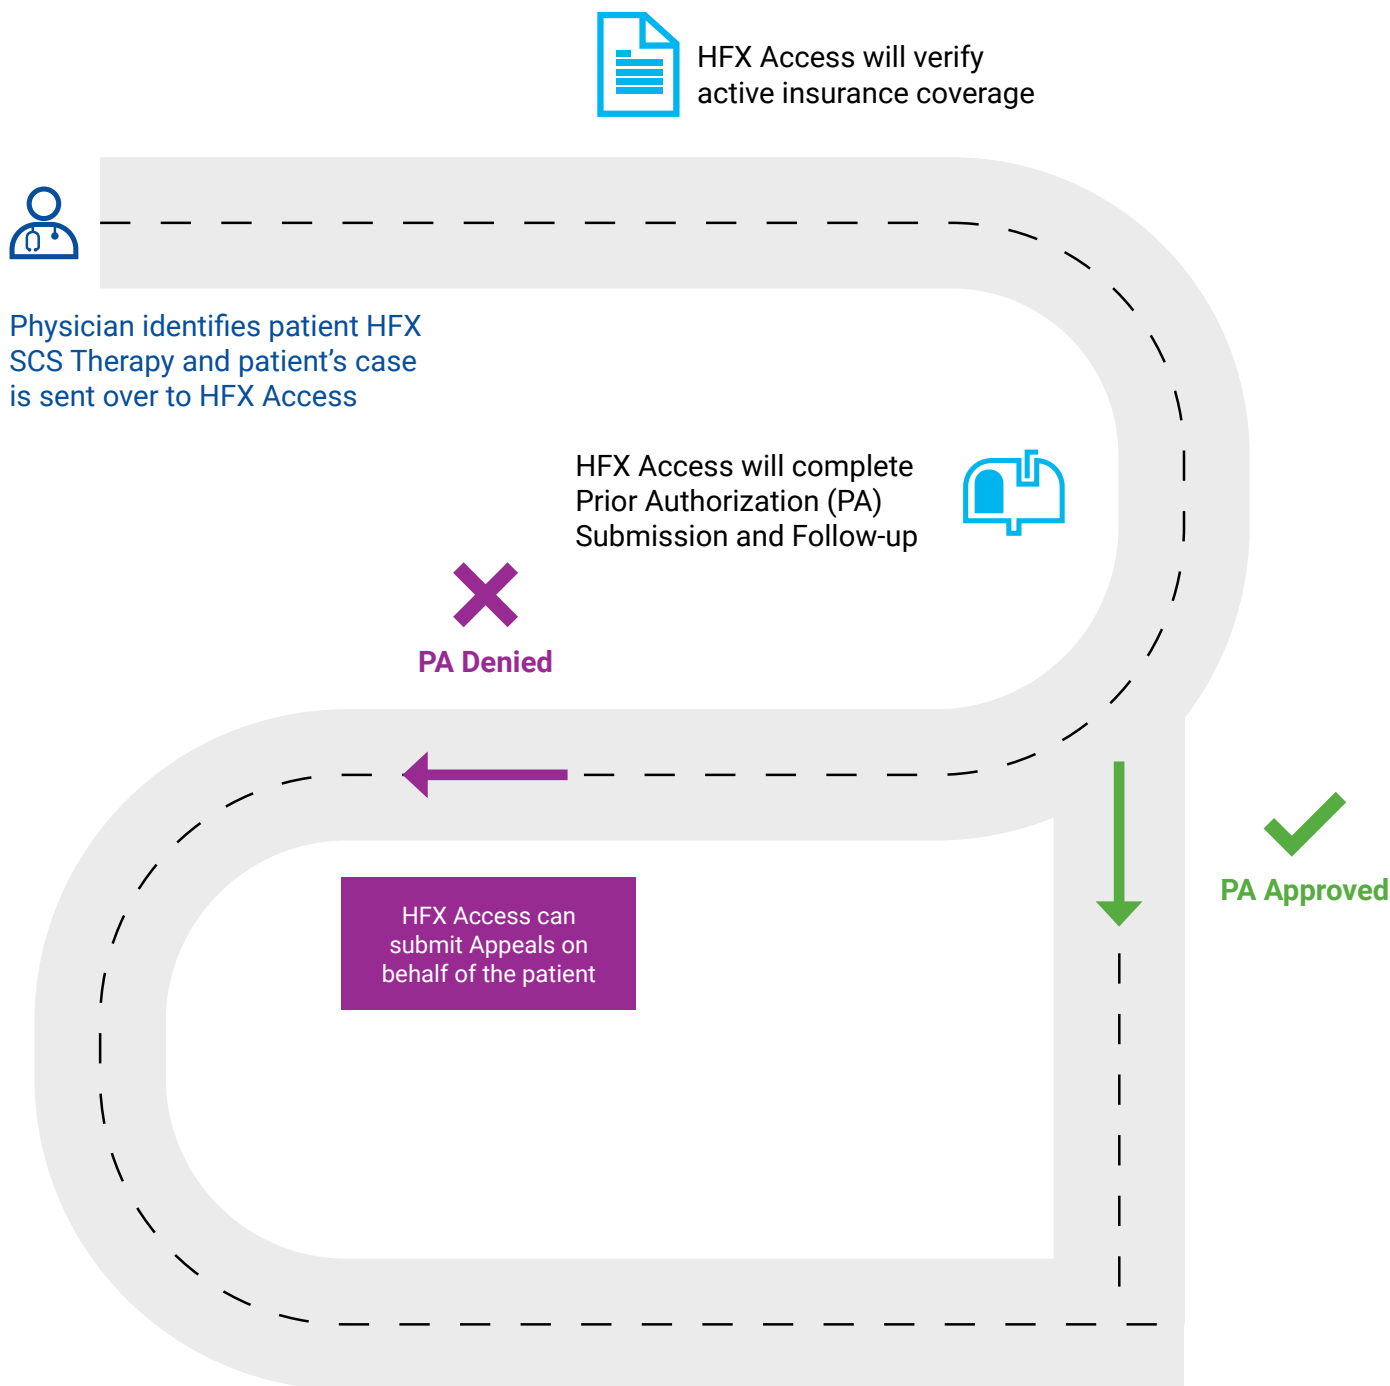 HFX Access will verify
active insurance coverage
Physician identifies patient HFX
SCS Therapy and patient’s case
is sent over to HFX Access
HFX Access will complete
Prior Authorization (PA)
Submission and Follow-up
PA Denied
PA Approved
HFX Access can
submit Appeals on
behalf of the patient